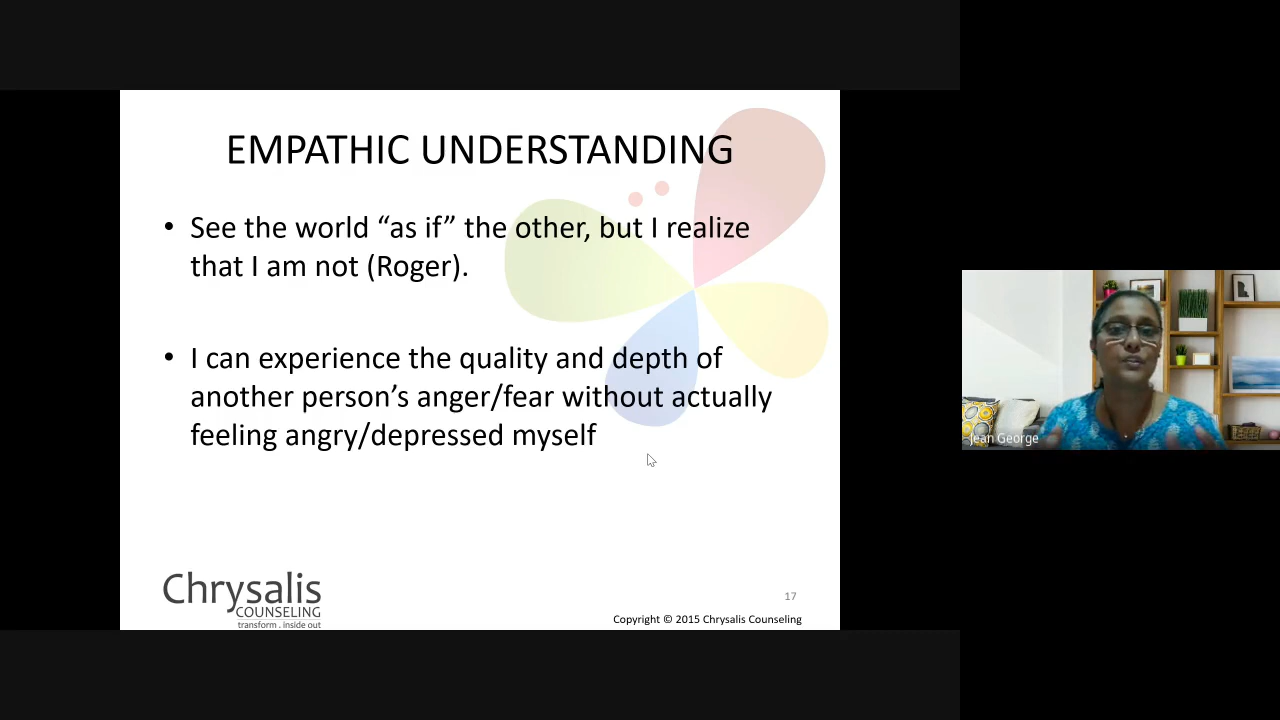 EMPATHIC UNDERSTANDING
• See the world “as if” the other, but I realize
that I am not (Roger).
• I can experience the quality and depth of
another person’s anger/fear without actually
feeling angry/depressed myself
Chrysalis
COUNSELING
transform . inside out
17
Copyright © 2015 Chrysalis Counseling
Jean George